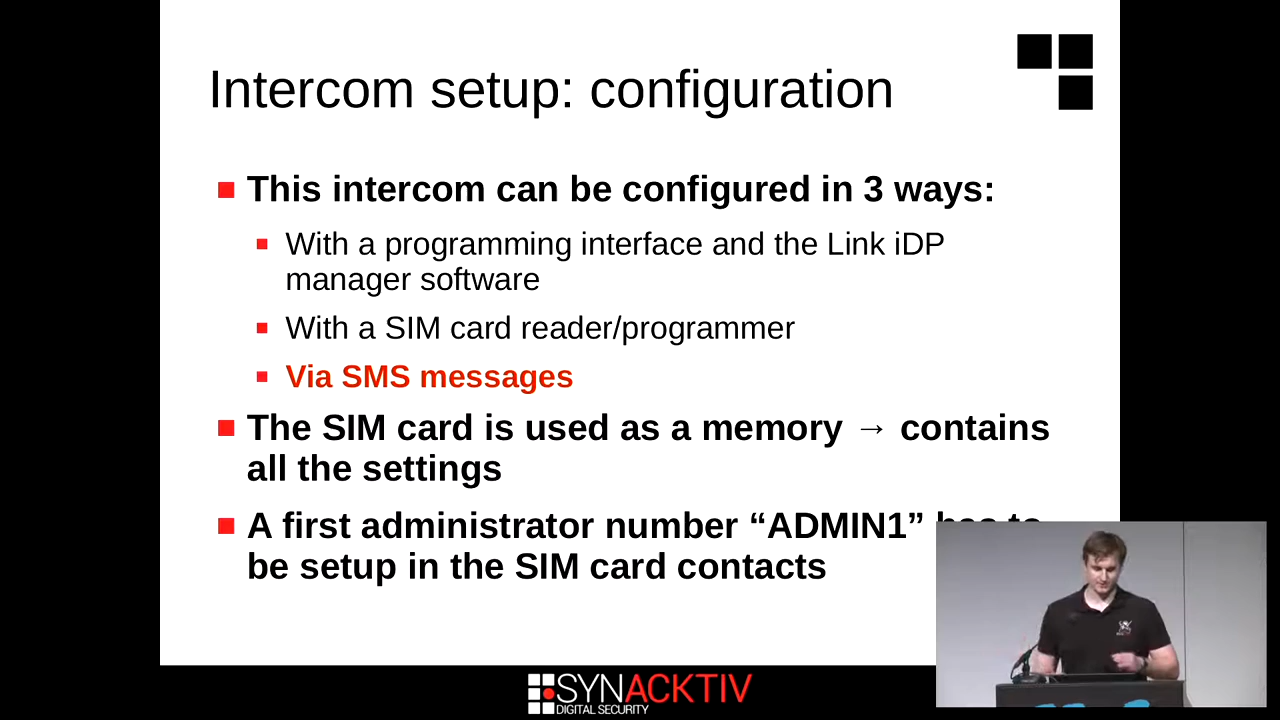 Intercom setup: configuration
This intercom can be configured in 3 ways:
With a programming interface and the Link iDP
manager software
With a SIM card reader/programmer
Via SMS messages
The SIM card is used as a memory → contains
all the settings
A first administrator number “ADMIN1” has to
be setup in the SIM card contacts
SYNACKTIV
DIGITAL SECURITY